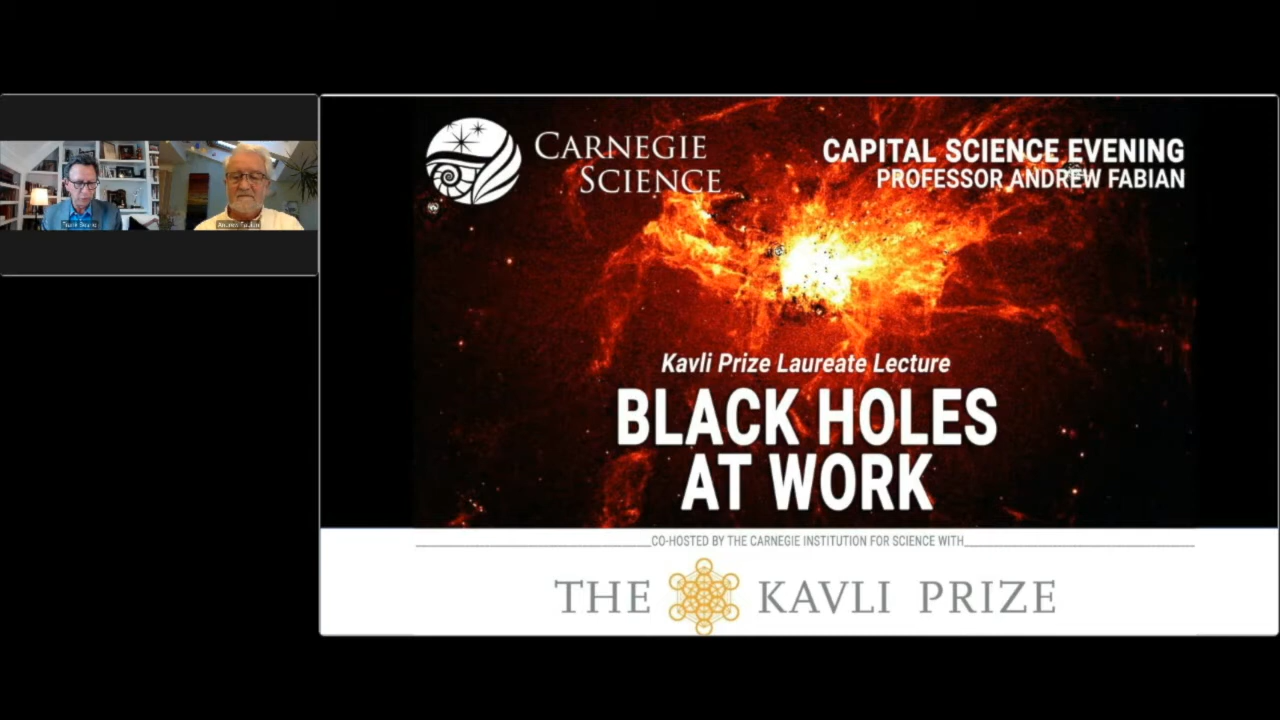 CARNEGIE
SCIENCE
CAPITAL SCIENCE EVENING
PROFESSOR ANDREW FABIAN
Kavli Prize Laureate Lecture
BLACK HOLES
AT WORK
CO-HOSTED BY THE CARNEGIE INSTITUTION FOR SCIENCE WITH
THE KAVLI PRIZE